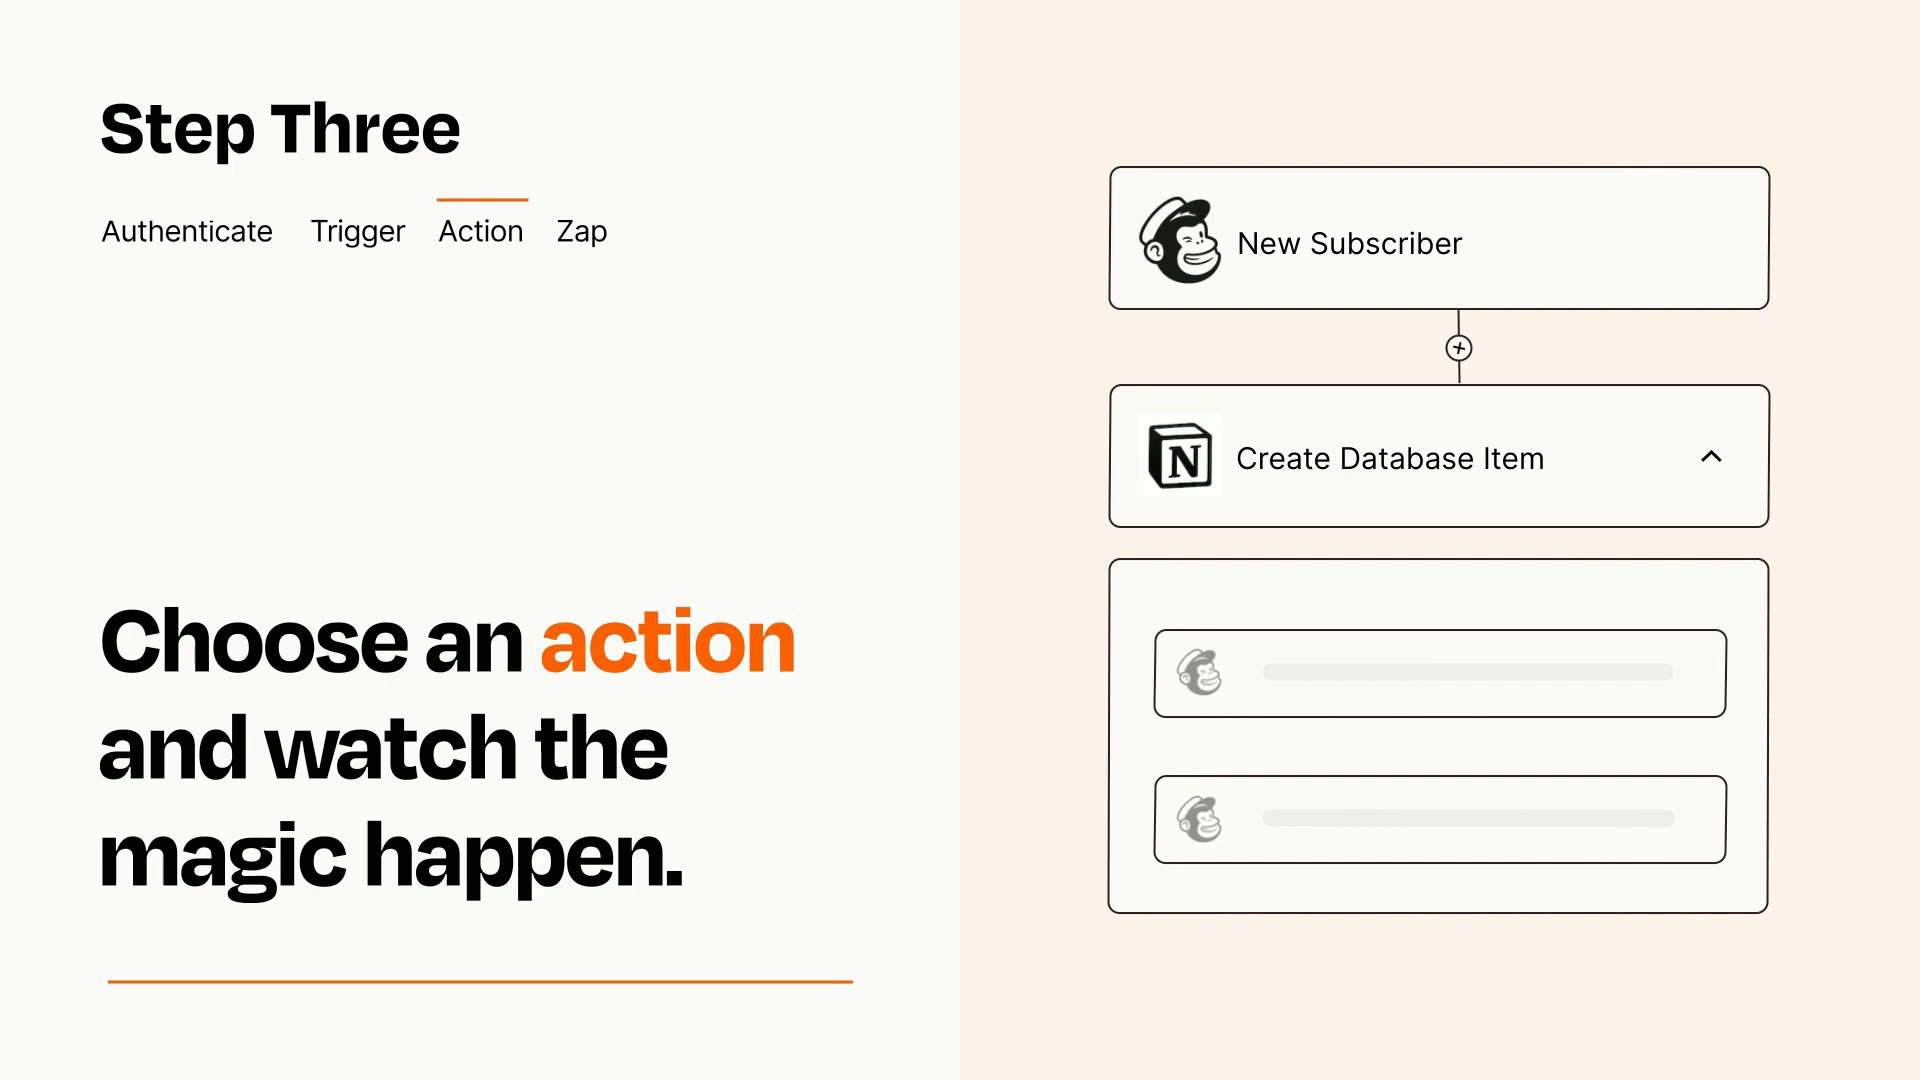 Step Three
Authenticate Trigger Action Zap
Choose an action
and watch the
magic happen.
New Subscriber
N
Create Database Item